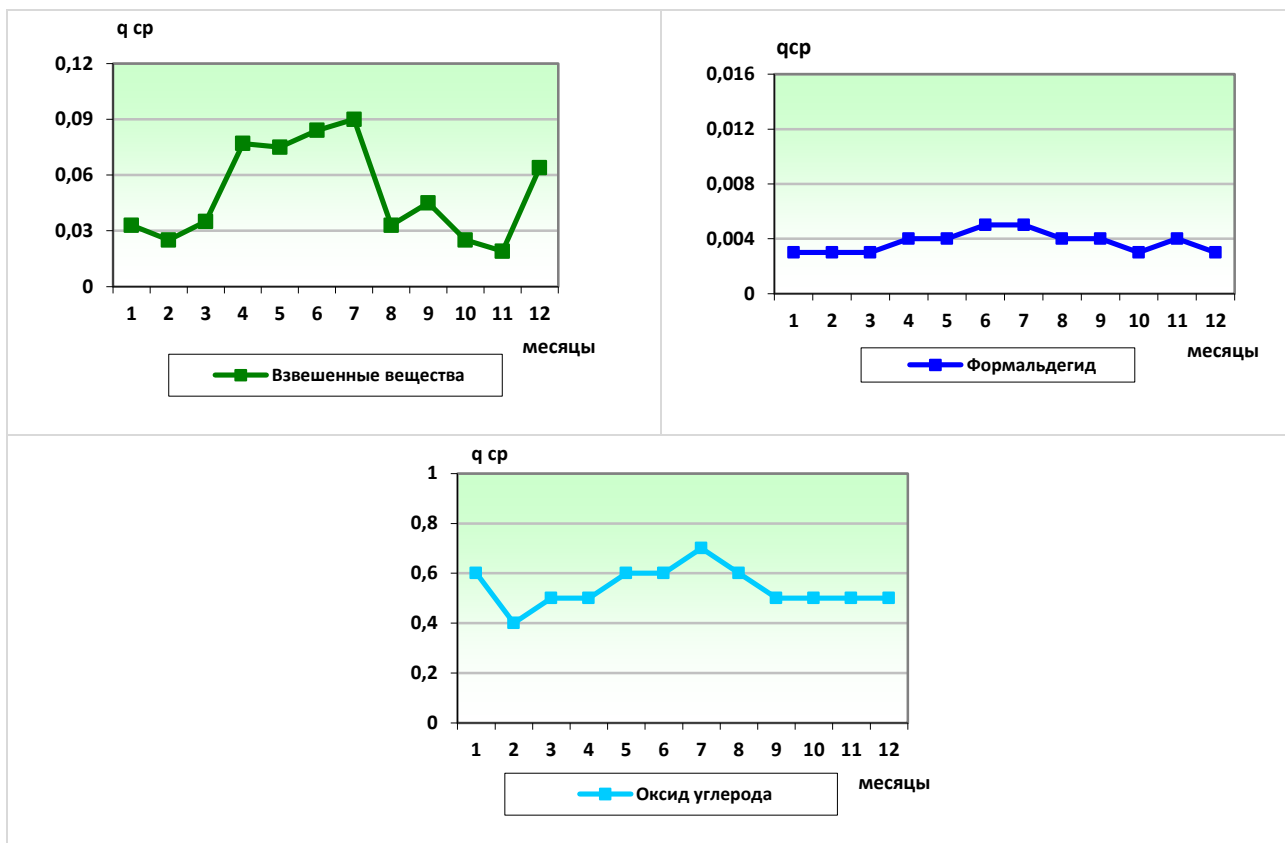 q ср
0,12
0,09
0,06
0,03
0
1 2 3 4 5 6 7 8 9 10 11 12
месяцы
Взвешенные вещества
qср
0,016
0,012
0,008
0,004
0
1 2 3 4 5 6 7 8 9 10 11 12
месяцы
Формальдегид
q ср
1
0,8
0,6
0,4
0,2
0
1 2 3 4 5 6 7 8 9 10 11 12
месяцы
Оксид углерода